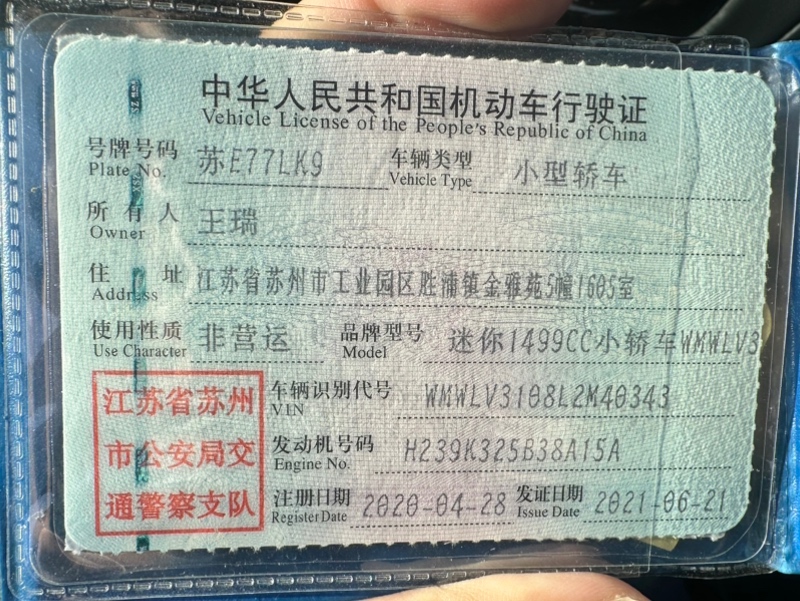 中华人民共和国机动车行驶证
Vehicle License of the People's Republic of China
号牌号码 苏E77LK9 车辆类型 小型轿车
Plate No. Vehicle Type
所有人 王瑞
Owner
住址 江苏省苏州市工业园区胜浦镇金雅苑5幢1605室
Address
使用性质 非营运 品牌型号 迷你1499CC小轿车WMWLV3
Use Character Model
江苏省苏州 车辆识别代号 WMWLV3108L2M40343
VIN
市公安局交 发动机号码 H239K325B38A15A
Engine No.
通警察支队 注册日期 2020-04-28 发证日期 2021-06-21
Register Date Issue Date